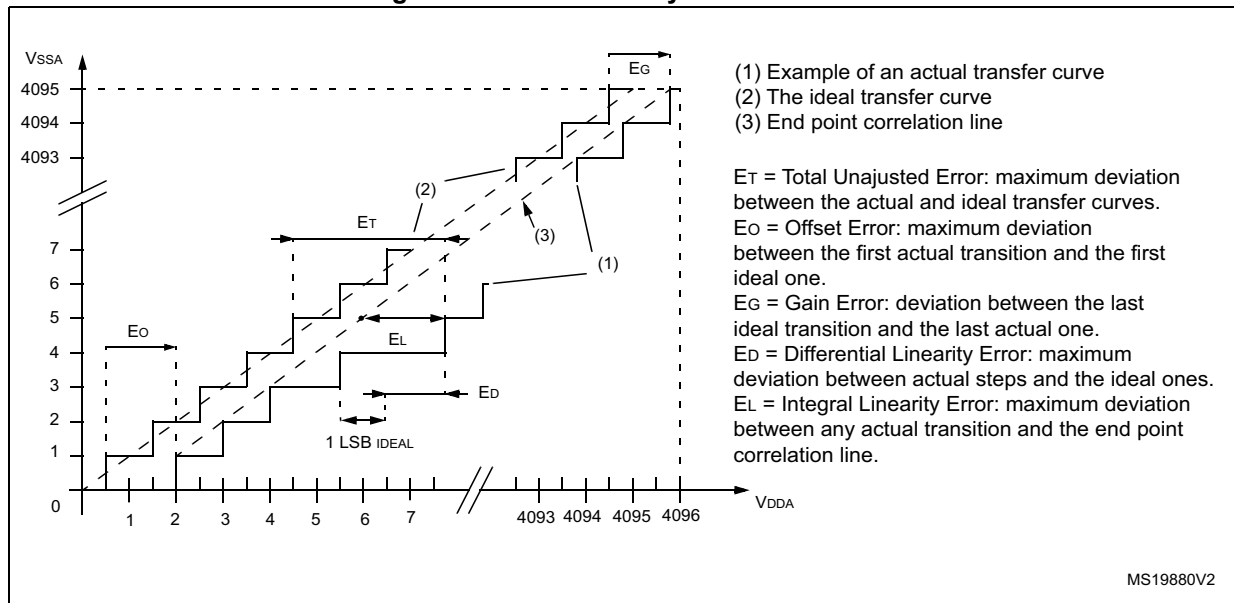 VSSA
EG
4095
4094
4093
(1) Example of an actual transfer curve
(2) The ideal transfer curve
(3) End point correlation line
ET = Total Unajusted Error: maximum deviation
between the actual and ideal transfer curves.
EO = Offset Error: maximum deviation
between the first actual transition and the first
ideal one.
EG = Gain Error: deviation between the last
ideal transition and the last actual one.
ED = Differential Linearity Error: maximum
deviation between actual steps and the ideal ones.
EL = Integral Linearity Error: maximum deviation
between any actual transition and the end point
correlation line.
(2)
ET
(3)
(1)
7
6
5
4
3
2
1
0
EO
EL
ED
1 LSB IDEAL
1 2 3 4 5 6 7 4093 4094 4095 4096
VDDA
MS19880V2